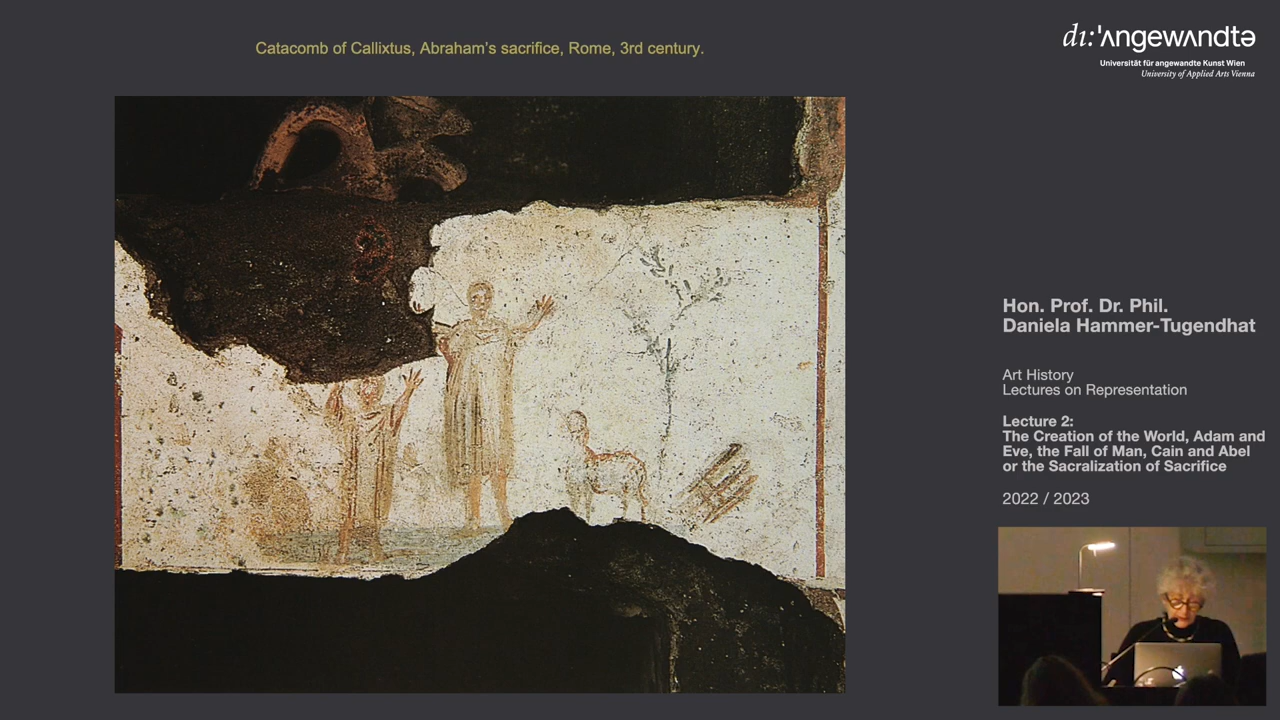 Catacomb of Callixtus, Abraham's sacrifice, Rome, 3rd century.
dı:'ʌngewʌndtə
Universität für angewandte Kunst Wien
University of Applied Arts Vienna
Hon. Prof. Dr. Phil.
Daniela Hammer-Tugendhat
Art History
Lectures on Representation
Lecture 2:
The Creation of the World, Adam and
Eve, the Fall of Man, Cain and Abel
or the Sacralization of Sacrifice
2022 / 2023